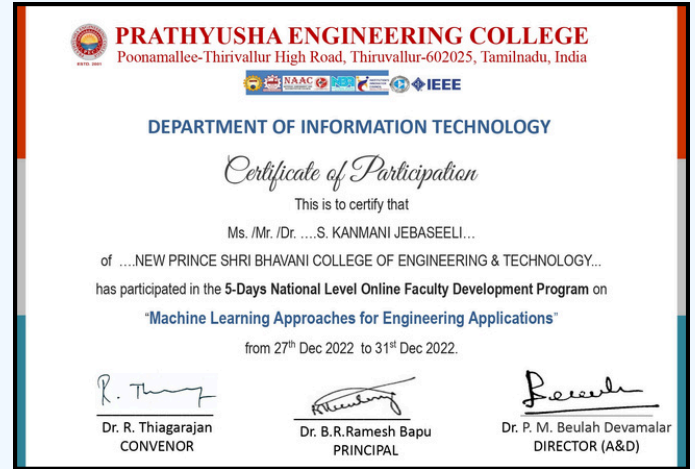 PRATHYUSHA ENGINEERING COLLEGE
Poonamallee-Thirivallur High Road, Thiruvallur-602025, Tamilnadu, India
ESTD 2001
NAAC IEEE
DEPARTMENT OF INFORMATION TECHNOLOGY
Certificate of Participation
This is to certify that
Ms. /Mr. /Dr. ....S. KANMANI JEBASEELI...
of ....NEW PRINCE SHRI BHAVANI COLLEGE OF ENGINEERING & TECHNOLOGY...
has participated in the 5-Days National Level Online Faculty Development Program on
“Machine Learning Approaches for Engineering Applications”
from 27th Dec 2022 to 31st Dec 2022.
Dr. R. Thiagarajan
CONVENOR
Dr. B.R.Ramesh Bapu
PRINCIPAL
Dr. P. M. Beulah Devamalar
DIRECTOR (A&D)